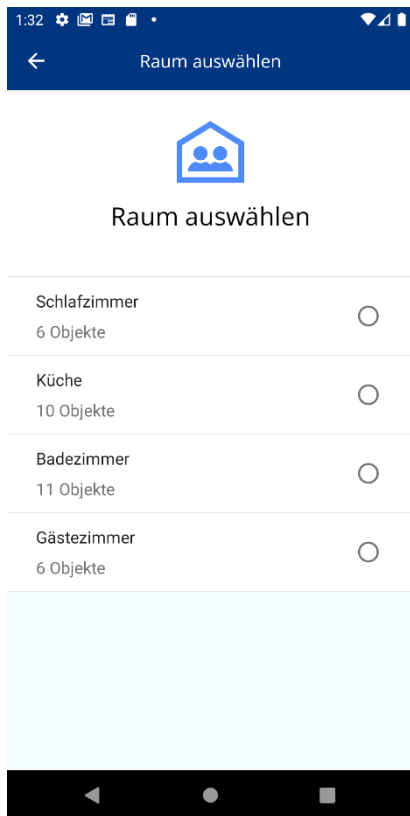 1:32
Raum auswählen
Raum auswählen
Schlafzimmer
6 Objekte
Küche
10 Objekte
Badezimmer
11 Objekte
Gästezimmer
6 Objekte